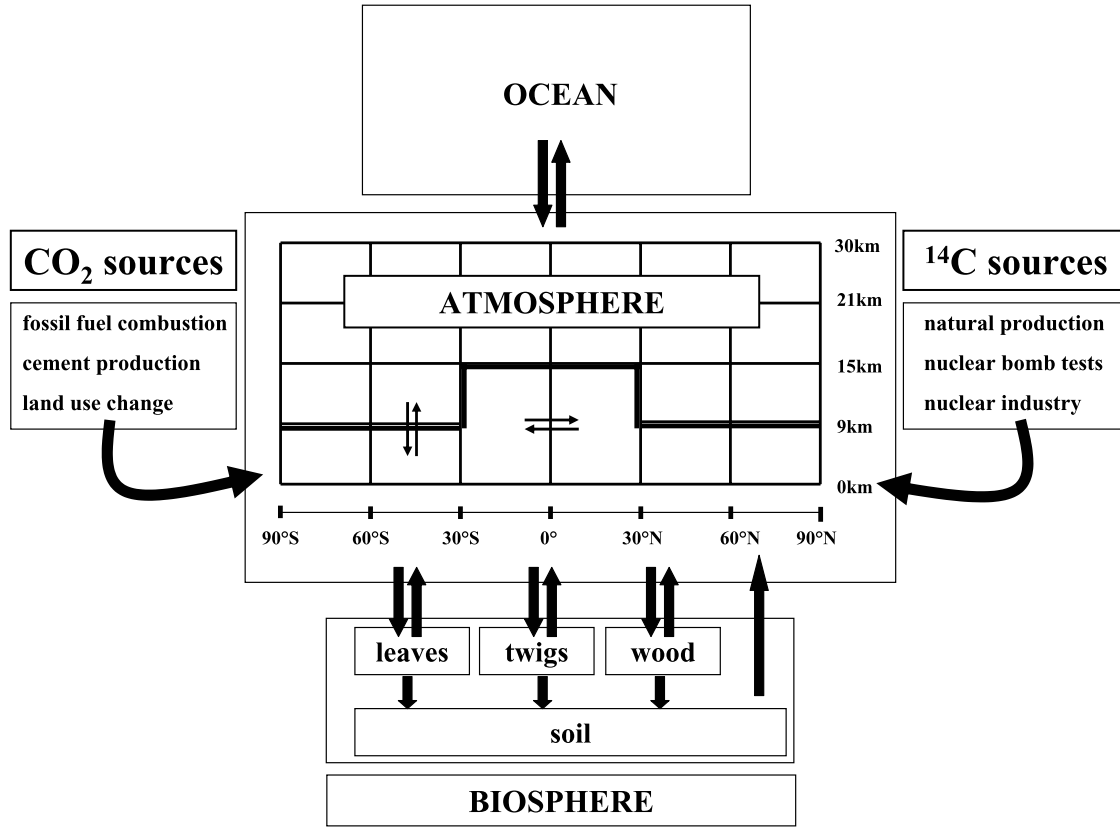 OCEAN
CO₂ sources
fossil fuel combustion
cement production
land use change
ATMOSPHERE
30km
21km
15km
9km
0km
90°S 60°S 30°S 0° 30°N 60°N 90°N
¹⁴C sources
natural production
nuclear bomb tests
nuclear industry
leaves twigs wood
soil
BIOSPHERE